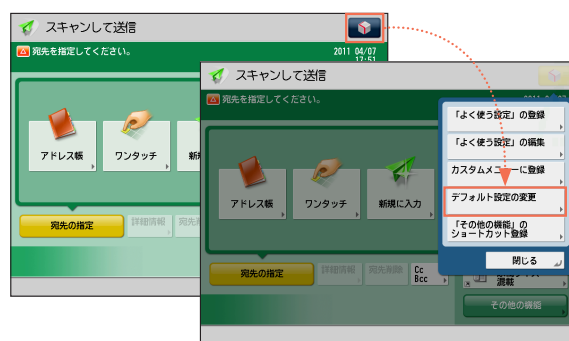 スキャンして送信
宛先を指定してください。
2011 04/07
17:51
アドレス帳
ワンタッチ
宛先の指定
詳細情報
スキャンして送信
宛先を指定してください。
アドレス帳
ワンタッチ
新規に入力
宛先の指定
詳細情報
宛先削除
Cc
Bcc
混載
その他の機能
「よく使う設定」の登録
「よく使う設定」の編集
カスタムメニューに登録
デフォルト設定の変更
「その他の機能」の
ショートカット登録
閉じる